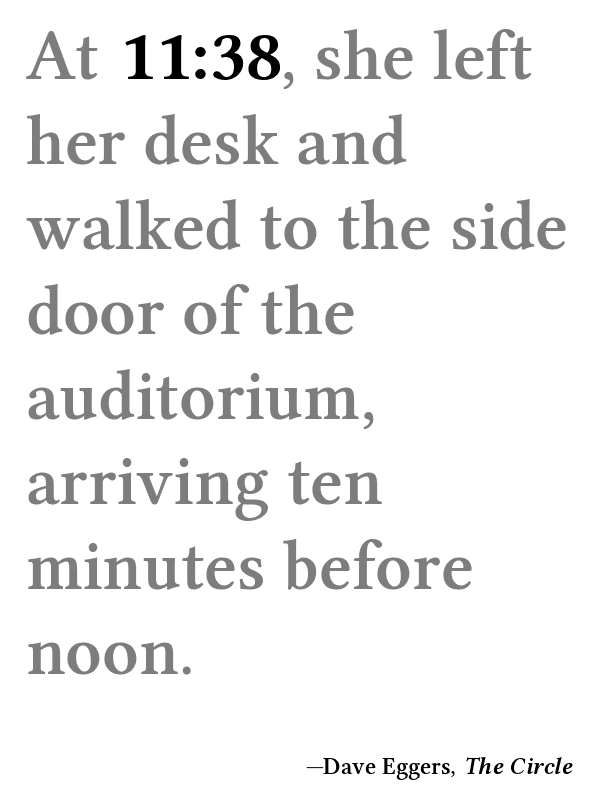 At 11:38, she left
her desk and
walked to the side
door of the
auditorium,
arriving ten
minutes before
noon.
—Dave Eggers, The Circle